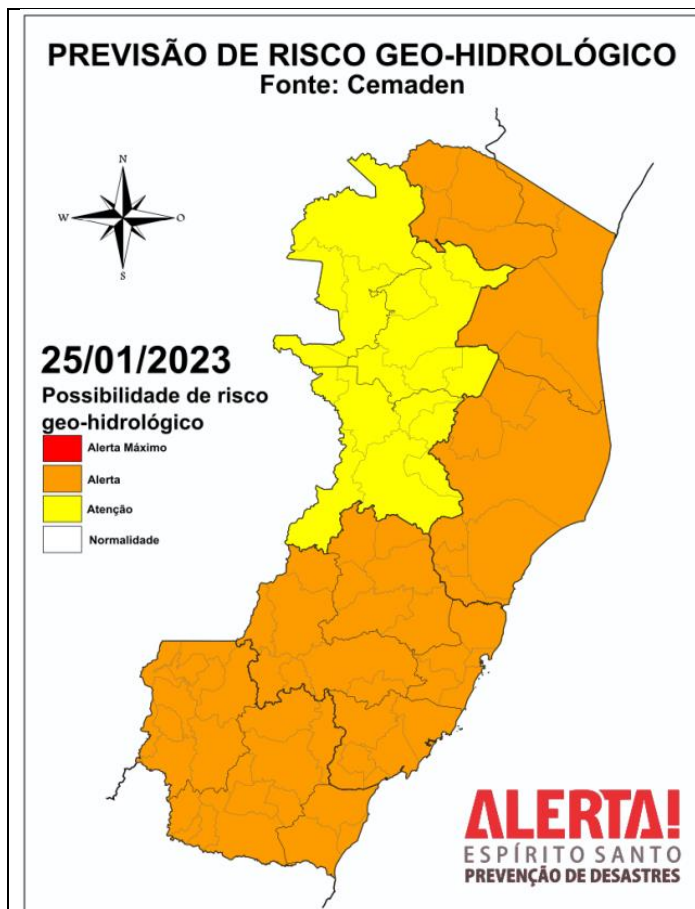 PREVISÃO DE RISCO GEO-HIDROLÓGICO
Fonte: Cemaden
N
W
O
S
25/01/2023
Possibilidade de risco
geo-hidrológico
Alerta Máximo
Alerta
Atenção
Normalidade
ALERTA!
ESPÍRITO SANTO
PREVENÇÃO DE DESASTRES